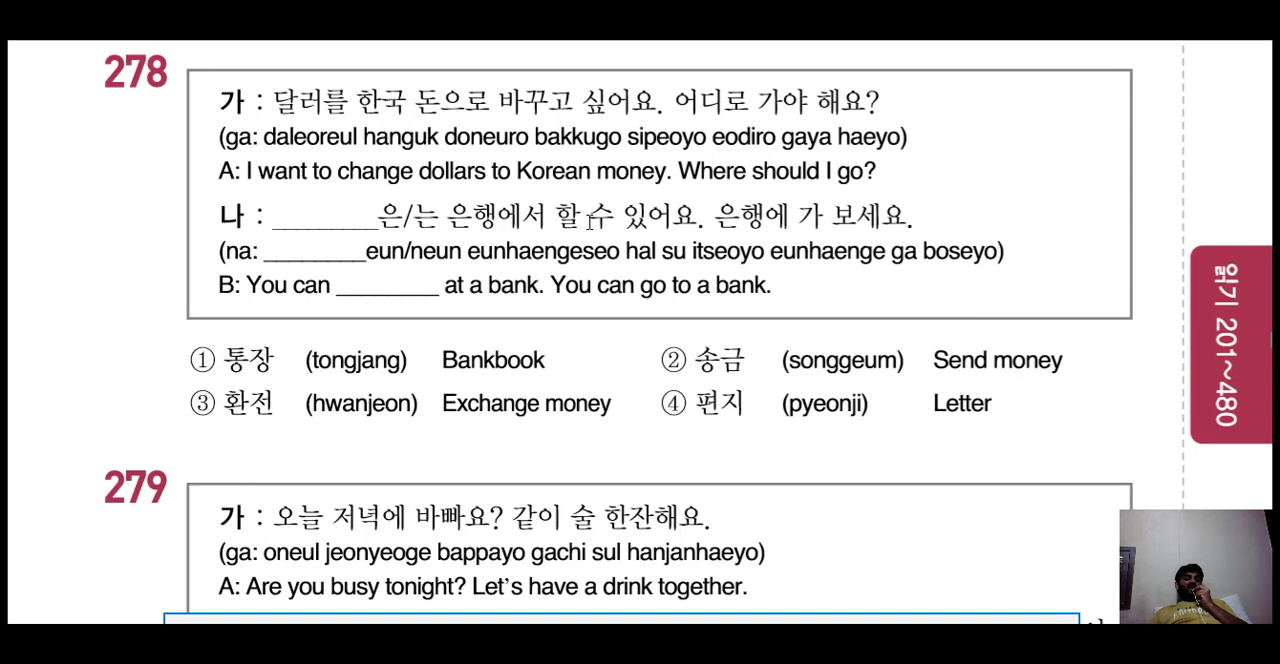 278
가 : 달러를 한국 돈으로 바꾸고 싶어요. 어디로 가야 해요?
(ga: daleoreul hanguk doneuro bakkugo sipeoyo eodiro gaya haeyo)
A: I want to change dollars to Korean money. Where should I go?
나 : ________은/는 은행에서 할 수 있어요. 은행에 가 보세요.
(na: ________eun/neun eunhaengeseo hal su itseoyo eunhaenge ga boseyo)
B: You can ________ at a bank. You can go to a bank.
① 통장 (tongjang) Bankbook ② 송금 (songgeum) Send money
③ 환전 (hwanjeon) Exchange money ④ 편지 (pyeonji) Letter
읽기 201~480
279
가 : 오늘 저녁에 바빠요? 같이 술 한잔해요.
(ga: oneul jeonyeoge bappayo gachi sul hanjanhaeyo)
A: Are you busy tonight? Let's have a drink together.